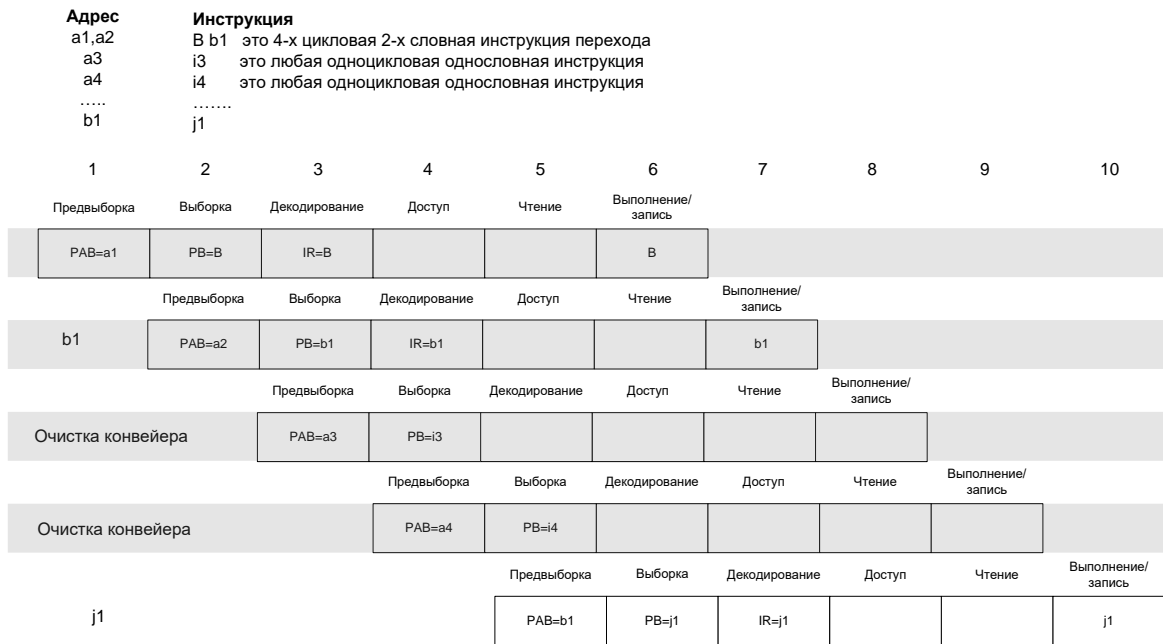 Адрес Инструкция
a1,a2 B b1 это 4-х цикловая 2-х словная инструкция перехода
a3 i3 это любая одноцикловая однословная инструкция
a4 i4 это любая одноцикловая однословная инструкция
..... .......
b1 j1
1 2 3 4 5 6 7 8 9 10
Предвыборка Выборка Декодирование Доступ Чтение Выполнение/
запись
PAB=a1 PB=B IR=B B
Предвыборка Выборка Декодирование Доступ Чтение Выполнение/
запись
b1 PAB=a2 PB=b1 IR=b1 b1
Предвыборка Выборка Декодирование Доступ Чтение Выполнение/
запись
Очистка конвейера PAB=a3 PB=i3
Предвыборка Выборка Декодирование Доступ Чтение Выполнение/
запись
Очистка конвейера PAB=a4 PB=i4
Предвыборка Выборка Декодирование Доступ Чтение Выполнение/
запись
j1 PAB=b1 PB=j1 IR=j1 j1